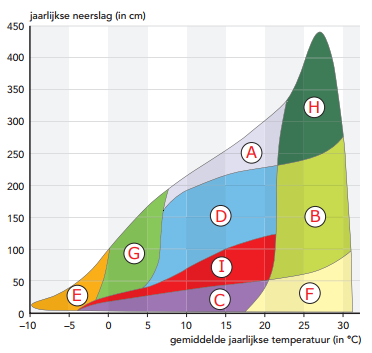 jaarlijkse neerslag (in cm)
450
400
350
300
250
200
150
100
50
0
H
A
D
B
G
I
E
C
F
−10 −5 0 5 10 15 20 25 30
gemiddelde jaarlijkse temperatuur (in °C)